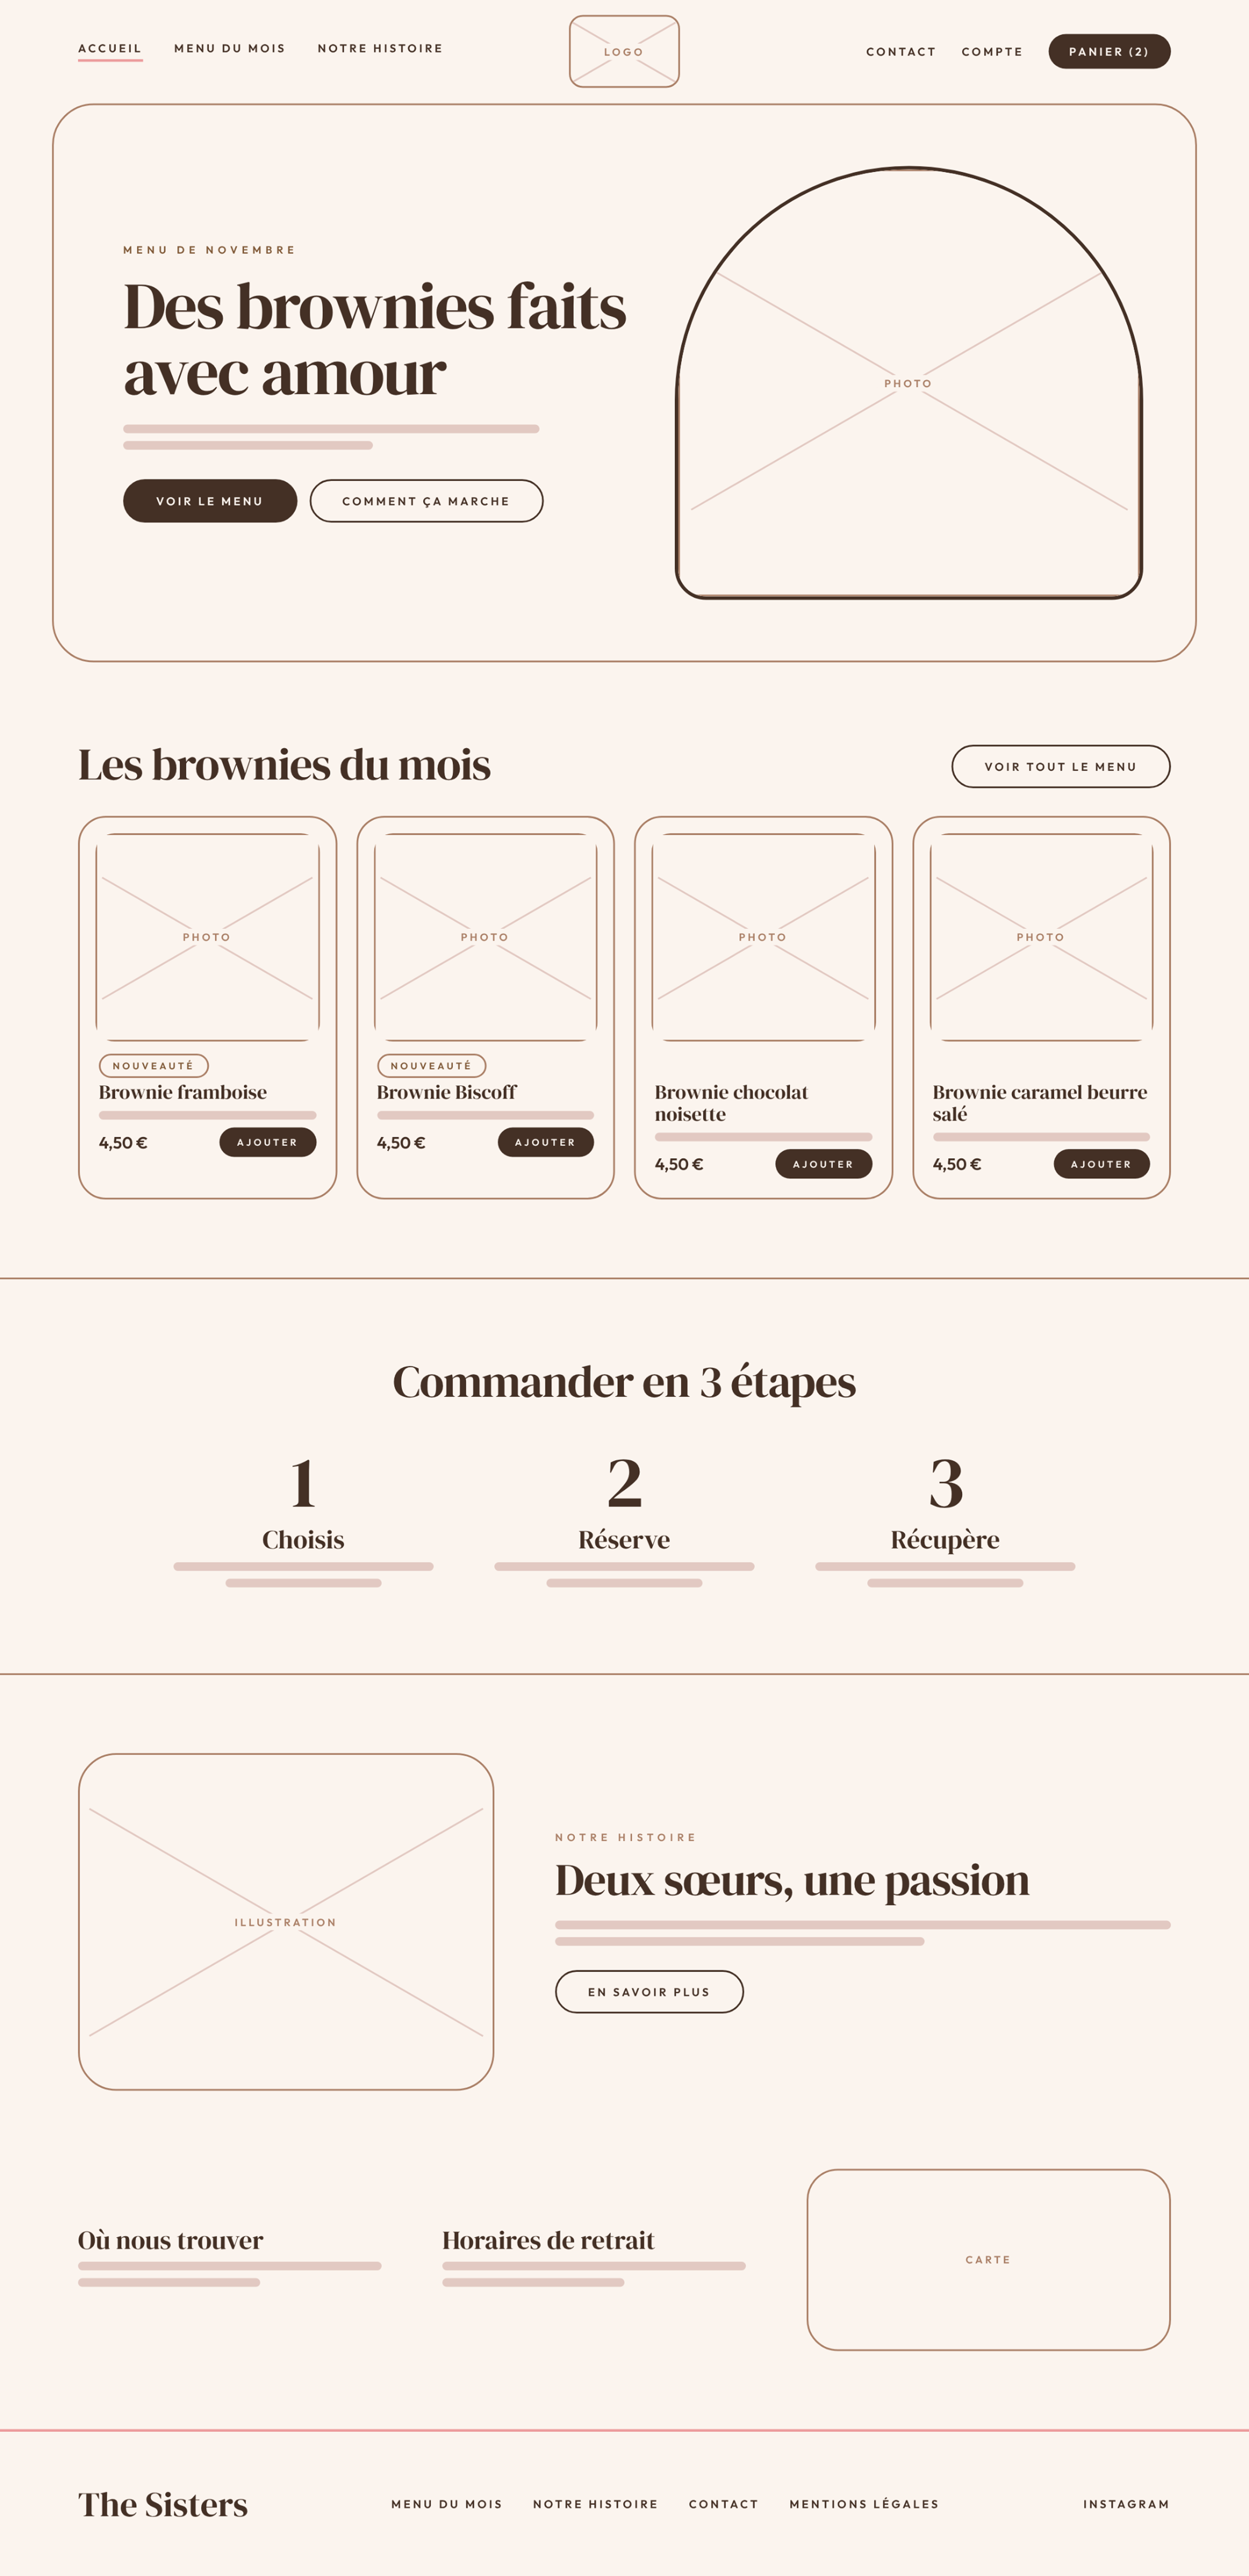 ACCUEIL MENU DU MOIS NOTRE HISTOIRE LOGO CONTACT COMPTE PANIER (2)
MENU DE NOVEMBRE
Des brownies faits
avec amour
VOIR LE MENU COMMENT ÇA MARCHE
PHOTO
Les brownies du mois VOIR TOUT LE MENU
PHOTO
NOUVEAUTÉ
Brownie framboise
4,50 € AJOUTER
PHOTO
NOUVEAUTÉ
Brownie Biscoff
4,50 € AJOUTER
PHOTO
Brownie chocolat
noisette
4,50 € AJOUTER
PHOTO
Brownie caramel beurre
salé
4,50 € AJOUTER
Commander en 3 étapes
1
Choisis
2
Réserve
3
Récupère
ILLUSTRATION
NOTRE HISTOIRE
Deux sœurs, une passion
EN SAVOIR PLUS
Où nous trouver
Horaires de retrait
CARTE
The Sisters MENU DU MOIS NOTRE HISTOIRE CONTACT MENTIONS LÉGALES INSTAGRAM